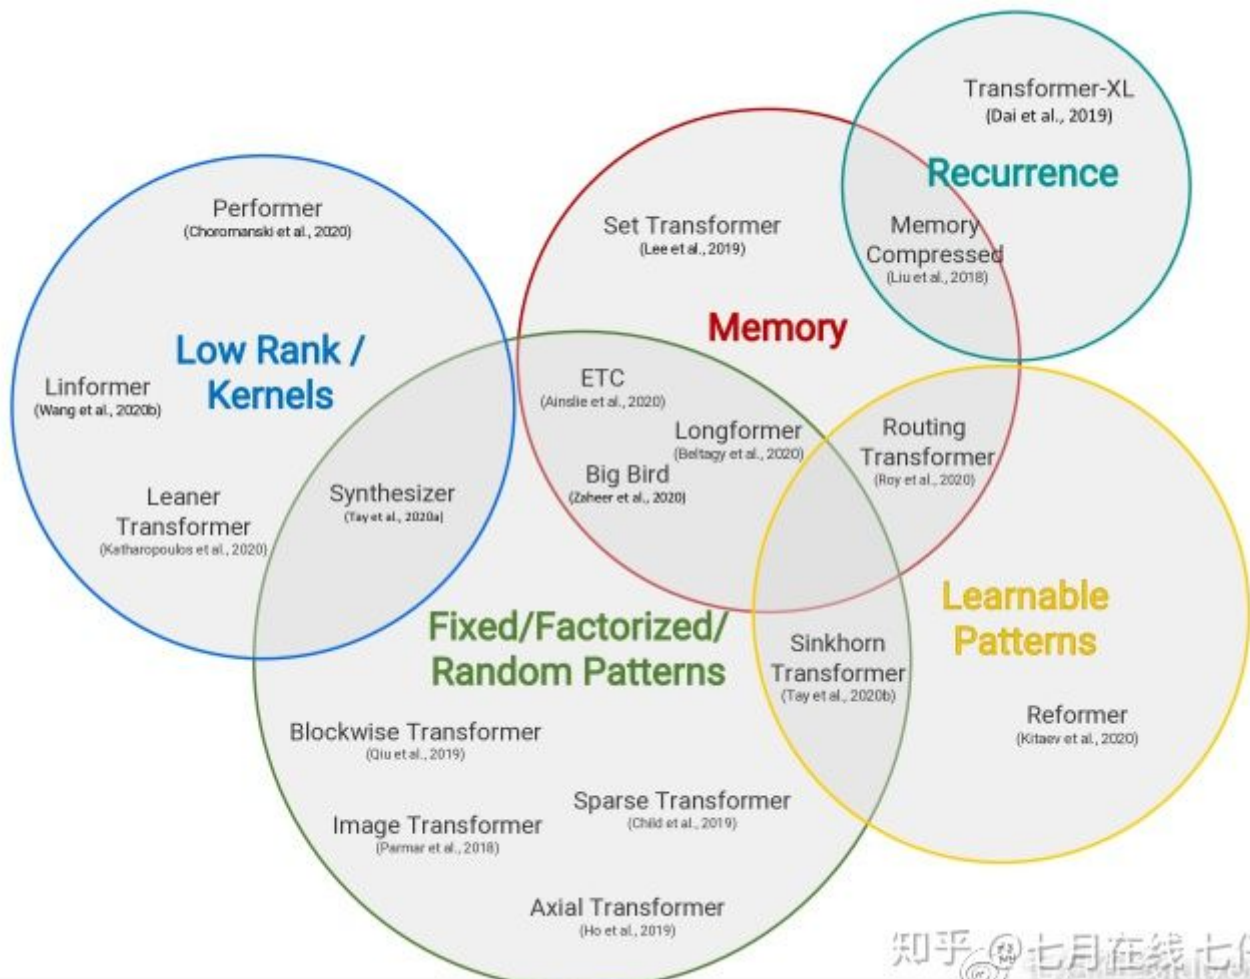 Transformer-XL
(Dai et al., 2019)
Recurrence
Memory
Compressed
(Liu et al., 2018)
Set Transformer
(Lee et al., 2019)
Memory
Performer
(Choromanski et al., 2020)
Low Rank /
Kernels
Linformer
(Wang et al., 2020b)
Leaner
Transformer
(Katharopoulos et al., 2020)
Synthesizer
(Tay et al., 2020a)
ETC
(Ainslie et al., 2020)
Longformer
(Beltagy et al., 2020)
Big Bird
(Zaheer et al., 2020)
Routing
Transformer
(Roy et al., 2020)
Learnable
Patterns
Fixed/Factorized/
Random Patterns
Sinkhorn
Transformer
(Tay et al., 2020b)
Reformer
(Kitaev et al., 2020)
Blockwise Transformer
(Qiu et al., 2019)
Sparse Transformer
(Child et al., 2019)
Image Transformer
(Parmar et al., 2018)
Axial Transformer
(Ho et al., 2019)
知乎 @七月在线 七